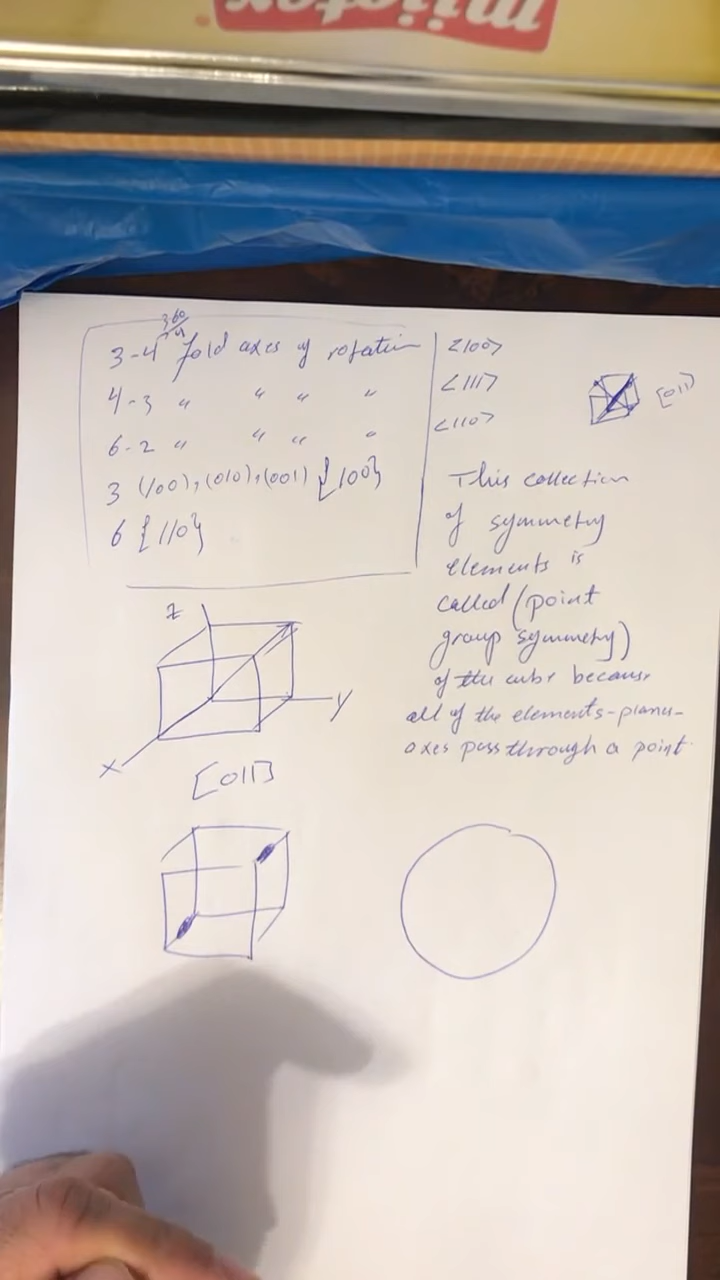 mister
360
4
3-4 fold axes of rotation
4-3 " " " "
6-2 " " " "
3 (100),(010),(001) {100}
6 {110}
<100>
<111>
<110>
[011]
This collection
of symmetry
elements is
called (point
group symmetry)
of the cube because
all of the elements-planes-
axes pass through a point
z
y
x
[011]